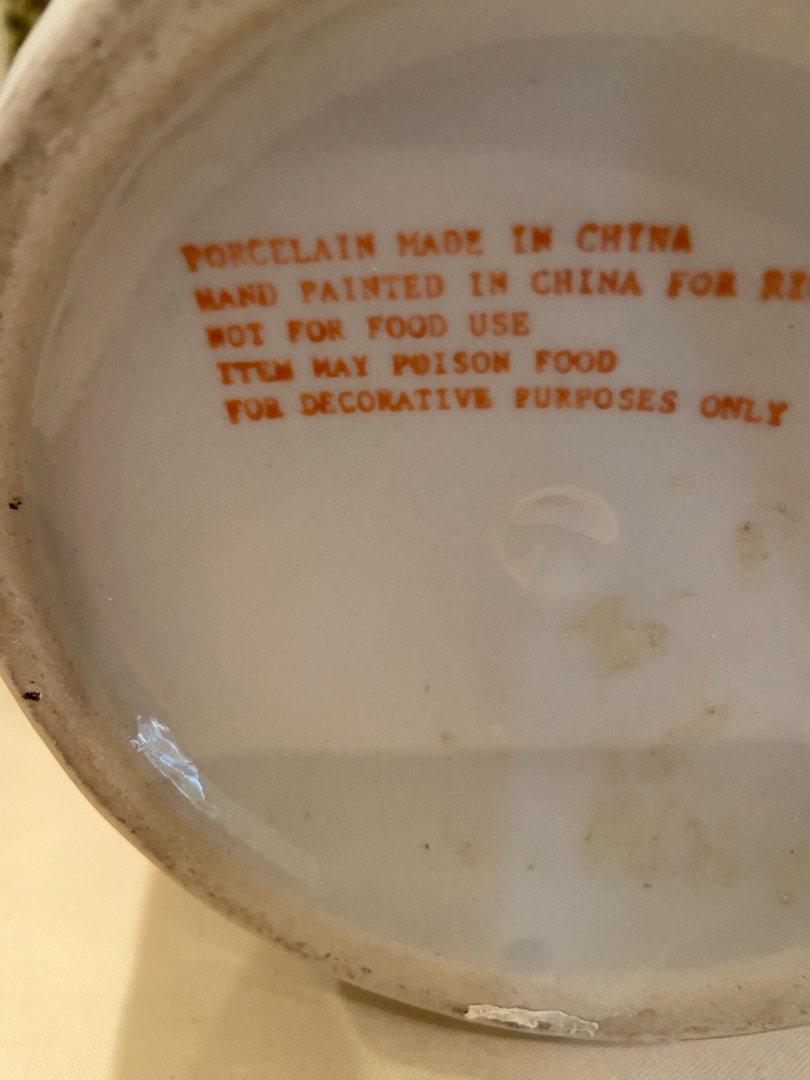 PORCELAIN MADE IN CHINA
HAND PAINTED IN CHINA FOR
NOT FOR FOOD USE
ITEM MAY POISON FOOD
FOR DECORATIVE PURPOSES ONLY